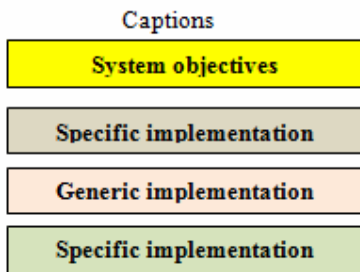 Captions
System objectives
Specific implementation
Generic implementation
Specific implementation